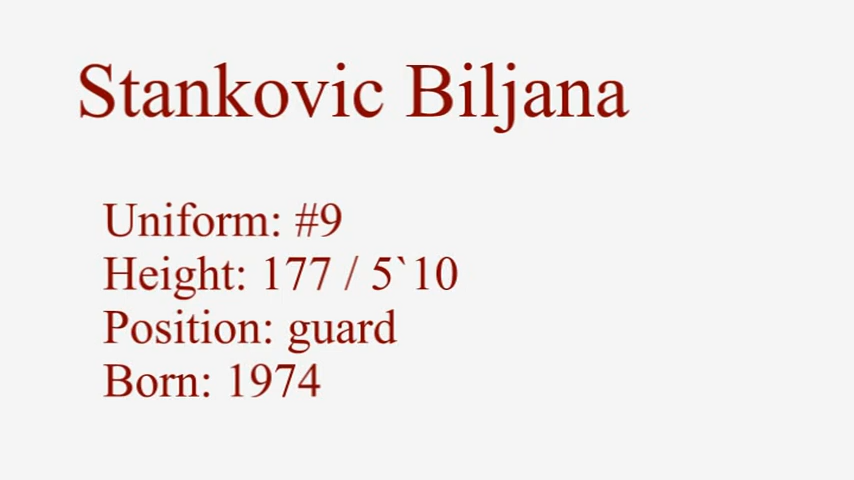 Stankovic Biljana
Uniform: #9
Height: 177 / 5`10
Position: guard
Born: 1974